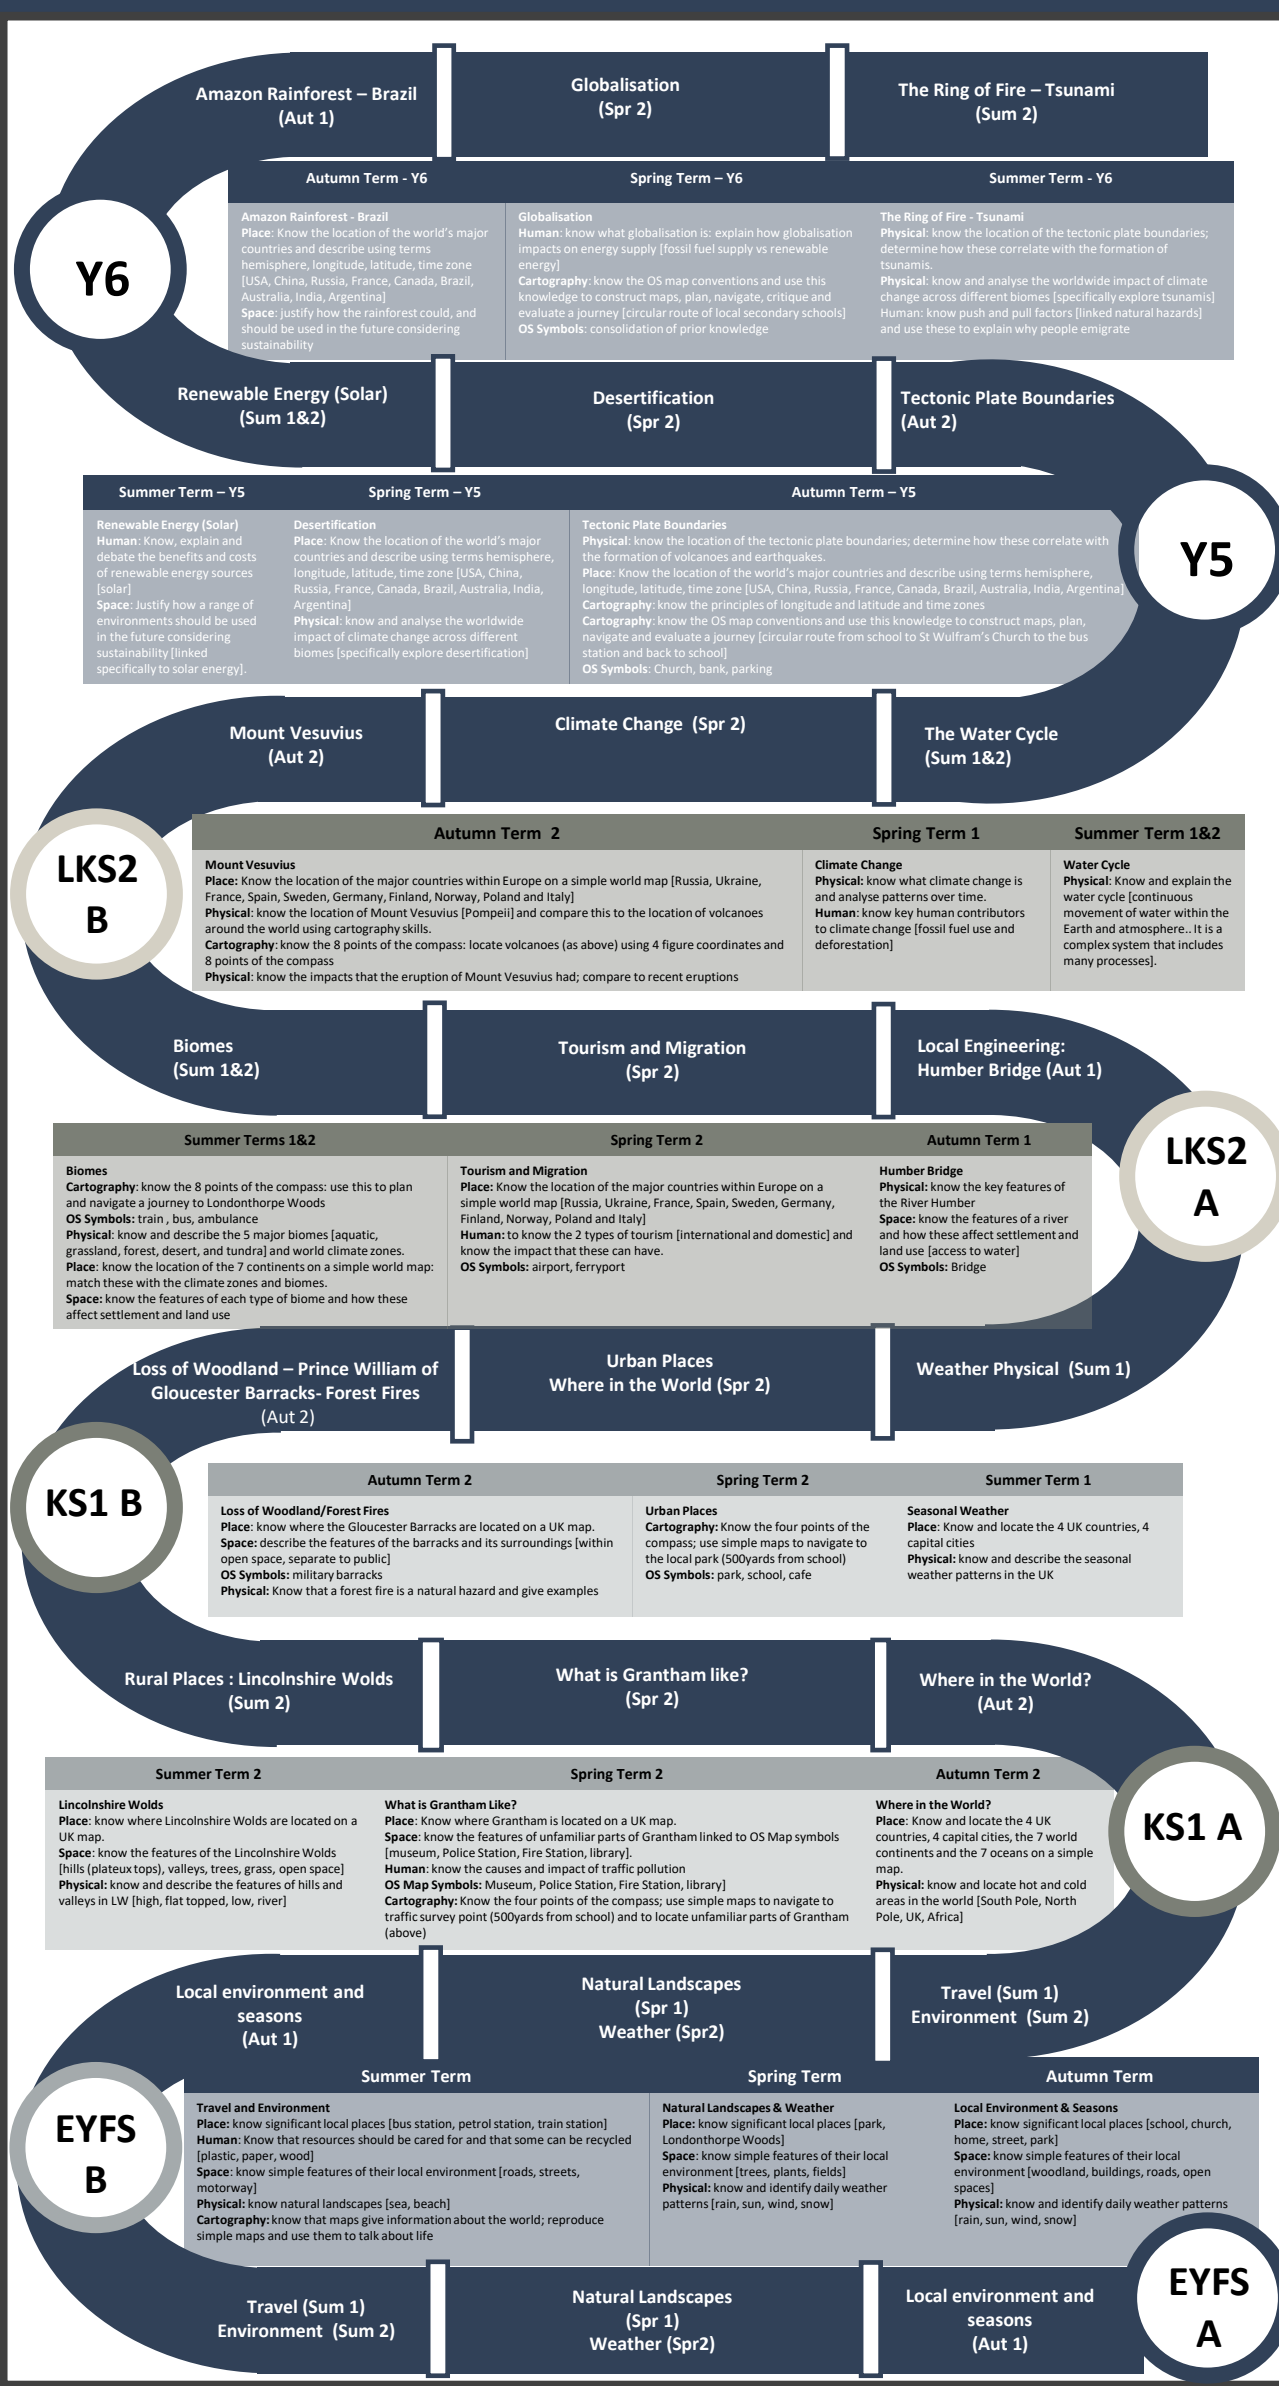 Amazon Rainforest – Brazil
(Aut 1)
Globalisation
(Spr 2)
The Ring of Fire – Tsunami
(Sum 2)
Y6
Autumn Term - Y6
Spring Term – Y6
Summer Term - Y6
Amazon Rainforest - Brazil
Place: Know the location of the world's major
countries and describe using terms
hemisphere, longitude, latitude, time zone
[USA, China, Russia, France, Canada, Brazil,
Australia, India, Argentina]
Space: justify how the rainforest could, and
should be used in the future considering
sustainability
Globalisation
Human: know what globalisation is: explain how globalisation
impacts on energy supply [fossil fuel supply vs renewable
energy]
Cartography: know the OS map conventions and use this
knowledge to construct maps, plan, navigate, critique and
evaluate a journey [circular route of local secondary schools]
OS Symbols: consolidation of prior knowledge
The Ring of Fire - Tsunami
Physical: know the location of the tectonic plate boundaries;
determine how these correlate with the formation of
tsunamis.
Physical: know and analyse the worldwide impact of climate
change across different biomes [specifically explore tsunamis]
Human: know push and pull factors [linked natural hazards]
and use these to explain why people emigrate
Renewable Energy (Solar)
(Sum 1&2)
Desertification
(Spr 2)
Tectonic Plate Boundaries
(Aut 2)
Y5
Summer Term – Y5
Spring Term – Y5
Autumn Term – Y5
Renewable Energy (Solar)
Human: Know, explain and
debate the benefits and costs
of renewable energy sources
[solar]
Space: Justify how a range of
environments should be used
in the future considering
sustainability [linked
specifically to solar energy].
Desertification
Place: Know the location of the world's major
countries and describe using terms hemisphere,
longitude, latitude, time zone [USA, China,
Russia, France, Canada, Brazil, Australia, India,
Argentina]
Physical: know and analyse the worldwide
impact of climate change across different
biomes [specifically explore desertification]
Tectonic Plate Boundaries
Physical: know the location of the tectonic plate boundaries; determine how these correlate with
the formation of volcanoes and earthquakes.
Place: Know the location of the world's major countries and describe using terms hemisphere,
longitude, latitude, time zone [USA, China, Russia, France, Canada, Brazil, Australia, India, Argentina]
Cartography: know the principles of longitude and latitude and time zones
Cartography: know the OS map conventions and use this knowledge to construct maps, plan,
navigate and evaluate a journey [circular route from school to St Wulfram's Church to the bus
station and back to school]
OS Symbols: Church, bank, parking
Mount Vesuvius
(Aut 2)
Climate Change (Spr 2)
The Water Cycle
(Sum 1&2)
LKS2
B
Autumn Term 2
Spring Term 1
Summer Term 1&2
Mount Vesuvius
Place: Know the location of the major countries within Europe on a simple world map [Russia, Ukraine,
France, Spain, Sweden, Germany, Finland, Norway, Poland and Italy]
Physical: know the location of Mount Vesuvius [Pompeii] and compare this to the location of volcanoes
around the world using cartography skills.
Cartography: know the 8 points of the compass: locate volcanoes (as above) using 4 figure coordinates and
8 points of the compass
Physical: know the impacts that the eruption of Mount Vesuvius had; compare to recent eruptions
Climate Change
Physical: know what climate change is
and analyse patterns over time.
Human: know key human contributors
to climate change [fossil fuel use and
deforestation]
Water Cycle
Physical: Know and explain the
water cycle [continuous
movement of water within the
Earth and atmosphere.. It is a
complex system that includes
many processes].
Biomes
(Sum 1&2)
Tourism and Migration
(Spr 2)
Local Engineering:
Humber Bridge (Aut 1)
LKS2
A
Summer Terms 1&2
Spring Term 2
Autumn Term 1
Biomes
Cartography: know the 8 points of the compass: use this to plan
and navigate a journey to Londonthorpe Woods
OS Symbols: train , bus, ambulance
Physical: know and describe the 5 major biomes [aquatic,
grassland, forest, desert, and tundra] and world climate zones.
Place: know the location of the 7 continents on a simple world map:
match these with the climate zones and biomes.
Space: know the features of each type of biome and how these
affect settlement and land use
Tourism and Migration
Place: Know the location of the major countries within Europe on a
simple world map [Russia, Ukraine, France, Spain, Sweden, Germany,
Finland, Norway, Poland and Italy]
Human: to know the 2 types of tourism [international and domestic] and
know the impact that these can have.
OS Symbols: airport, ferryport
Humber Bridge
Physical: know the key features of
the River Humber
Space: know the features of a river
and how these affect settlement and
land use [access to water]
OS Symbols: Bridge
Loss of Woodland – Prince William of
Gloucester Barracks- Forest Fires
(Aut 2)
Urban Places
Where in the World (Spr 2)
Weather Physical (Sum 1)
KS1 B
Autumn Term 2
Spring Term 2
Summer Term 1
Loss of Woodland/Forest Fires
Place: know where the Gloucester Barracks are located on a UK map.
Space: describe the features of the barracks and its surroundings [within
open space, separate to public]
OS Symbols: military barracks
Physical: Know that a forest fire is a natural hazard and give examples
Urban Places
Cartography: Know the four points of the
compass; use simple maps to navigate to
the local park (500yards from school)
OS Symbols: park, school, cafe
Seasonal Weather
Place: Know and locate the 4 UK countries, 4
capital cities
Physical: know and describe the seasonal
weather patterns in the UK
Rural Places : Lincolnshire Wolds
(Sum 2)
What is Grantham like?
(Spr 2)
Where in the World?
(Aut 2)
KS1 A
Summer Term 2
Spring Term 2
Autumn Term 2
Lincolnshire Wolds
Place: know where Lincolnshire Wolds are located on a
UK map.
Space: know the features of the Lincolnshire Wolds
[hills (plateux tops), valleys, trees, grass, open space]
Physical: know and describe the features of hills and
valleys in LW [high, flat topped, low, river]
What is Grantham Like?
Place: Know where Grantham is located on a UK map.
Space: know the features of unfamiliar parts of Grantham linked to OS Map symbols
[museum, Police Station, Fire Station, library].
Human: know the causes and impact of traffic pollution
OS Map Symbols: Museum, Police Station, Fire Station, library]
Cartography: Know the four points of the compass; use simple maps to navigate to
traffic survey point (500yards from school) and to locate unfamiliar parts of Grantham
(above)
Where in the World?
Place: Know and locate the 4 UK
countries, 4 capital cities, the 7 world
continents and the 7 oceans on a simple
map.
Physical: know and locate hot and cold
areas in the world [South Pole, North
Pole, UK, Africa]
Local environment and
seasons
(Aut 1)
Natural Landscapes
(Spr 1)
Weather (Spr2)
Travel (Sum 1)
Environment (Sum 2)
EYFS
B
Summer Term
Spring Term
Autumn Term
Travel and Environment
Place: know significant local places [bus station, petrol station, train station]
Human: Know that resources should be cared for and that some can be recycled
[plastic, paper, wood]
Space: know simple features of their local environment [roads, streets,
motorway]
Physical: know natural landscapes [sea, beach]
Cartography: know that maps give information about the world; reproduce
simple maps and use them to talk about life
Natural Landscapes & Weather
Place: know significant local places [park,
Londonthorpe Woods]
Space: know simple features of their local
environment [trees, plants, fields]
Physical: know and identify daily weather
patterns [rain, sun, wind, snow]
Local Environment & Seasons
Place: know significant local places [school, church,
home, street, park]
Space: know simple features of their local
environment [woodland, buildings, roads, open
spaces]
Physical: know and identify daily weather patterns
[rain, sun, wind, snow]
EYFS
A
Travel (Sum 1)
Environment (Sum 2)
Natural Landscapes
(Spr 1)
Weather (Spr2)
Local environment and
seasons
(Aut 1)